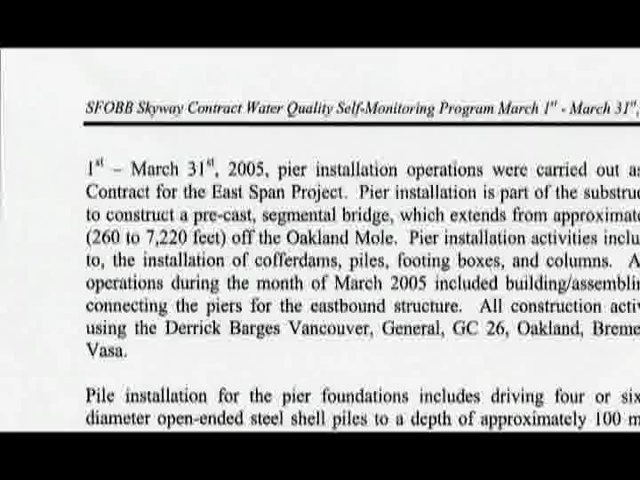 SFOBB Skyway Contract Water Quality Self-Monitoring Program March 1st - March 31st,
1st – March 31st, 2005, pier installation operations were carried out as
Contract for the East Span Project. Pier installation is part of the substruc
to construct a pre-cast, segmental bridge, which extends from approximate
(260 to 7,220 feet) off the Oakland Mole. Pier installation activities inclu
to, the installation of cofferdams, piles, footing boxes, and columns. A
operations during the month of March 2005 included building/assemblin
connecting the piers for the eastbound structure. All construction activ
using the Derrick Barges Vancouver, General, GC 26, Oakland, Breme
Vasa.
Pile installation for the pier foundations includes driving four or six
diameter open-ended steel shell piles to a depth of approximately 100 m